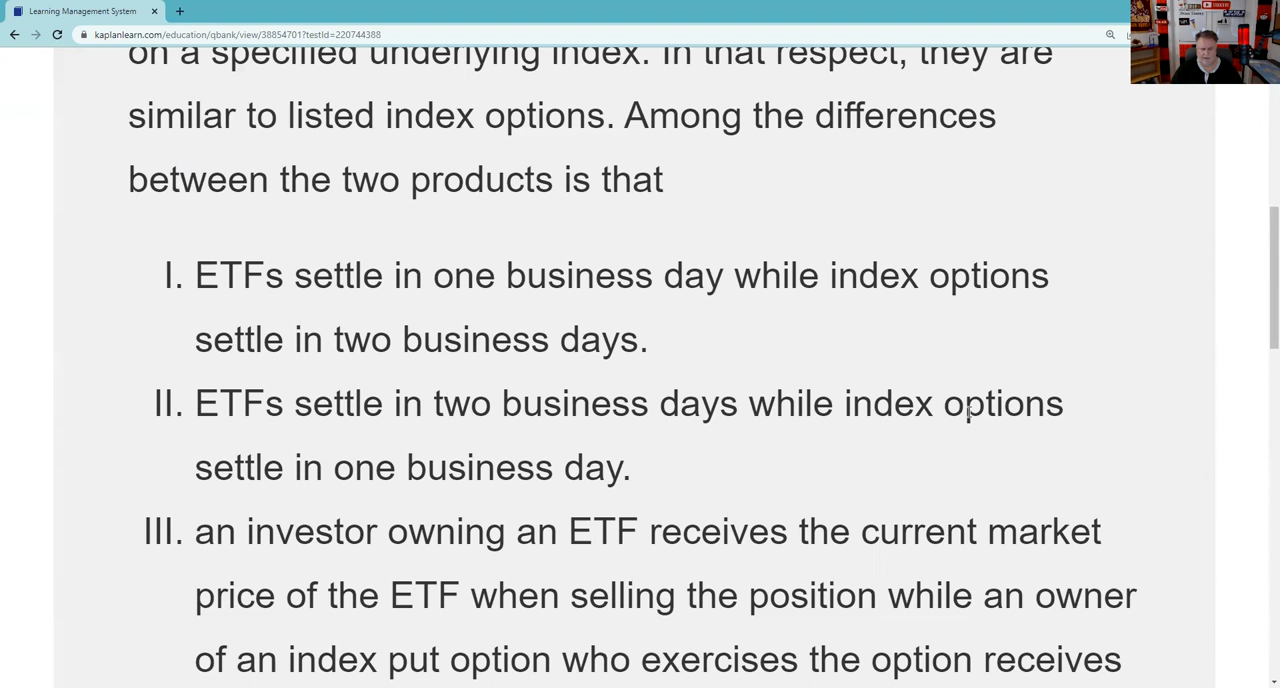 Learning Management System
kaplanlearn.com/education/qbank/view/38854701?testId=220744388
on a specified underlying index. In that respect, they are
similar to listed index options. Among the differences
between the two products is that
I. ETFs settle in one business day while index options
settle in two business days.
II. ETFs settle in two business days while index options
settle in one business day.
III. an investor owning an ETF receives the current market
price of the ETF when selling the position while an owner
of an index put option who exercises the option receives